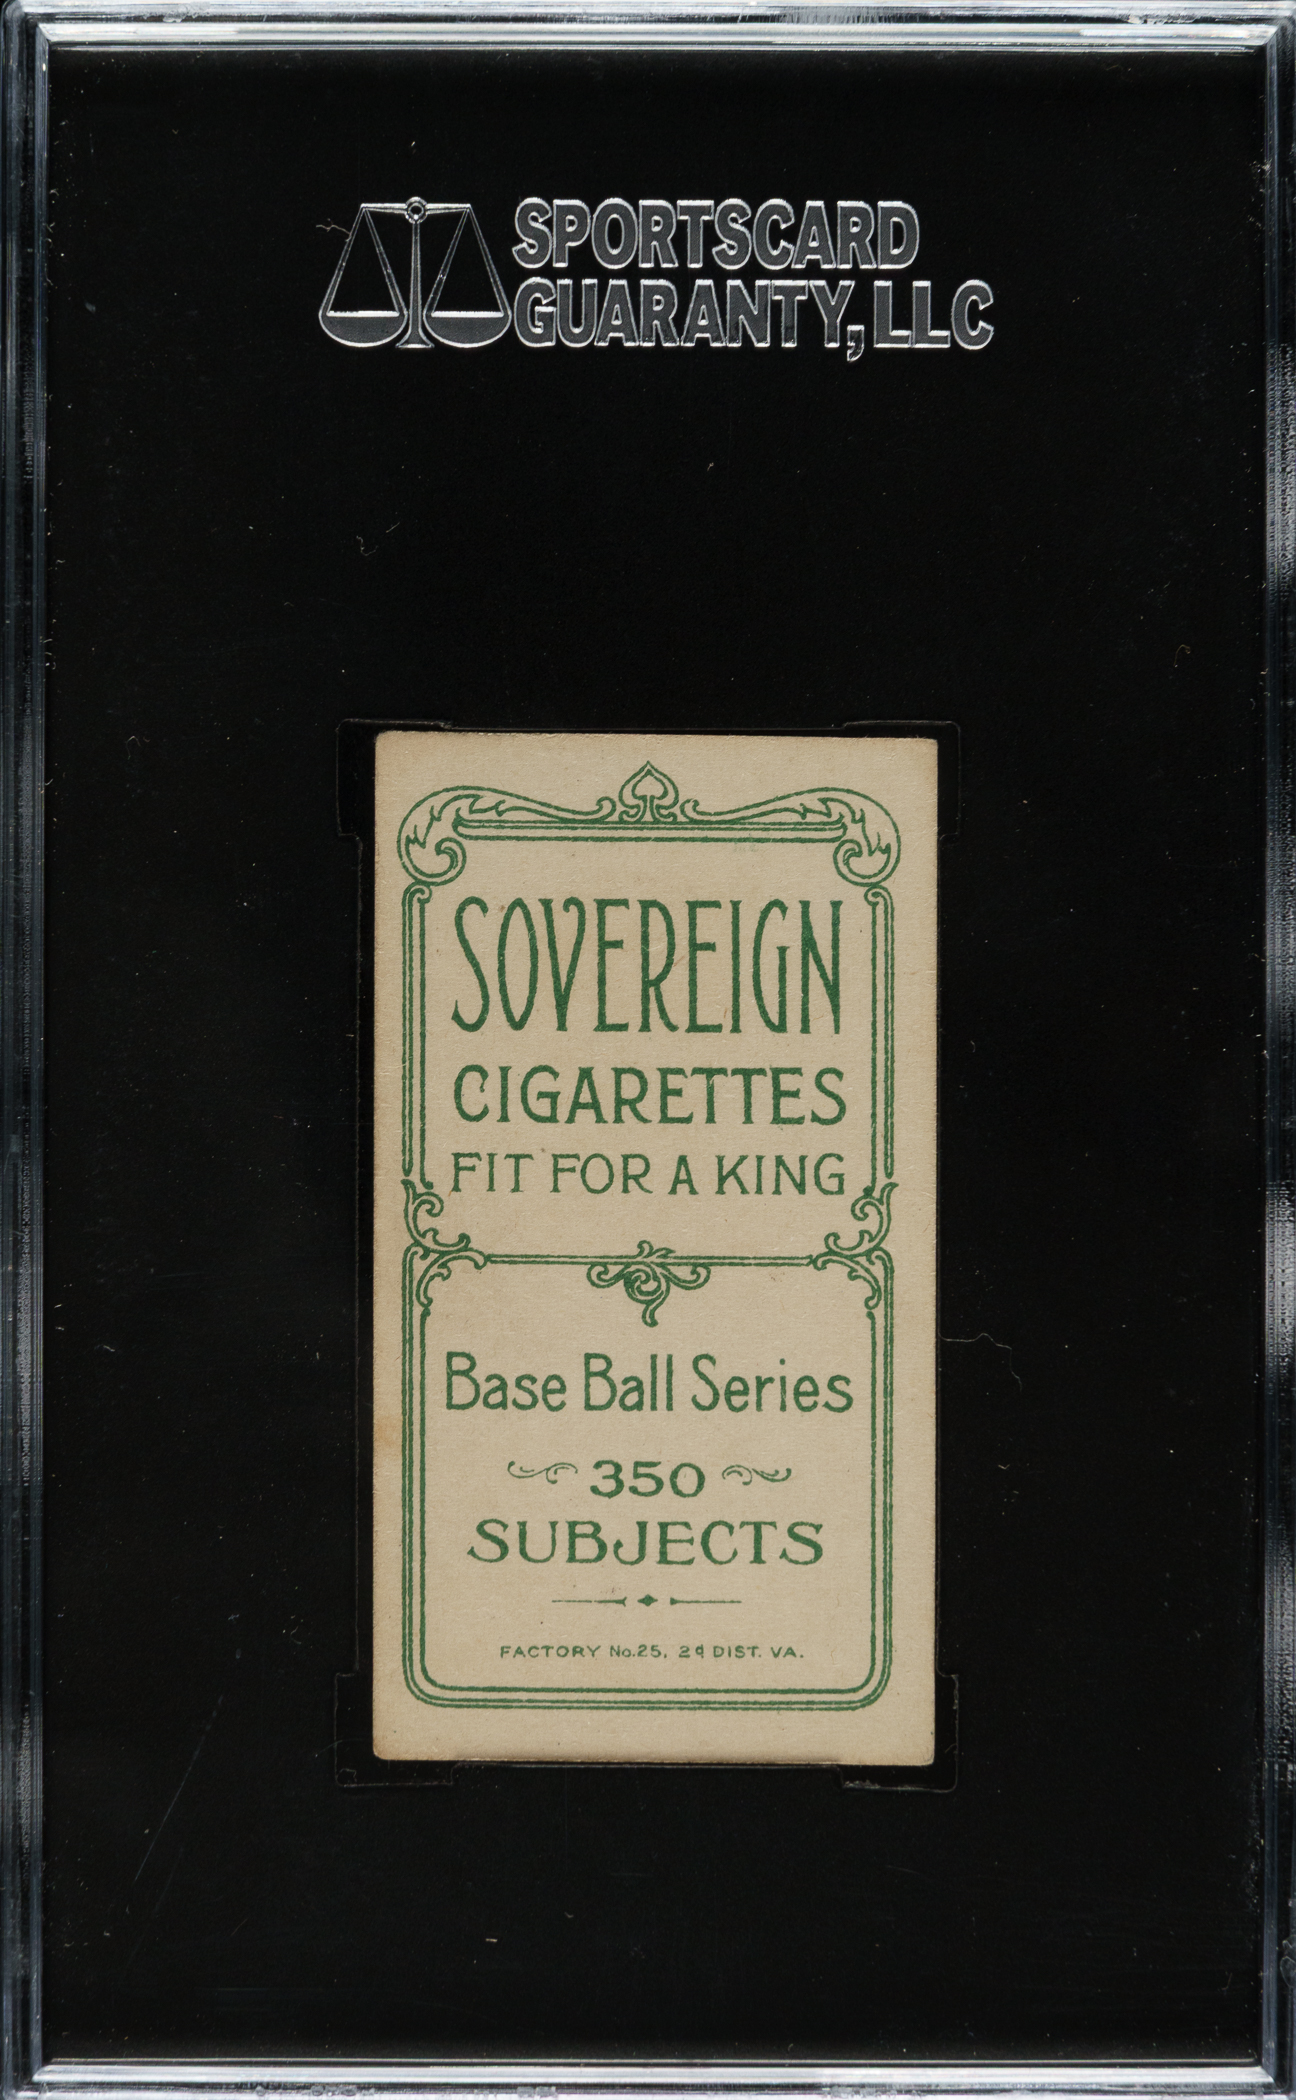 SPORTSCARD
GUARANTY, LLC
SOVEREIGN
CIGARETTES
FIT FOR A KING
Base Ball Series
350
SUBJECTS
FACTORY No.25, 2d DIST. VA.